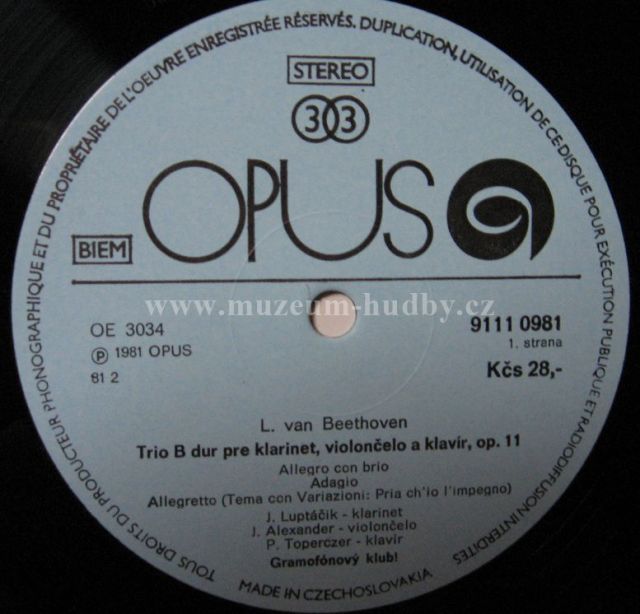 TOUS DROITS DU PRODUCTEUR PHONOGRAPHIQUE ET DU PROPRIÉTAIRE DE L'OEUVRE ENREGISTRÉE RÉSERVÉS. DUPLICATION, UTILISATION DE CE DISQUE POUR EXÉCUTION PUBLIQUE ET RADIODIFFUSION INTERDITES
STEREO
33
OPUS
BIEM
www.muzeum-hudby.cz
OE 3034
9111 0981
Ⓟ 1981 OPUS
1. strana
81 2
Kčs 28,-
L. van Beethoven
Trio B dur pre klarinet, violončelo a klavír, op. 11
Allegro con brio
Adagio
Allegretto (Tema con Variazioni: Pria ch'io l'impegno)
J. Luptáčik - klarinet
J. Alexander - violončelo
P. Toperczer - klavír
Gramofónový klub!
MADE IN CZECHOSLOVAKIA